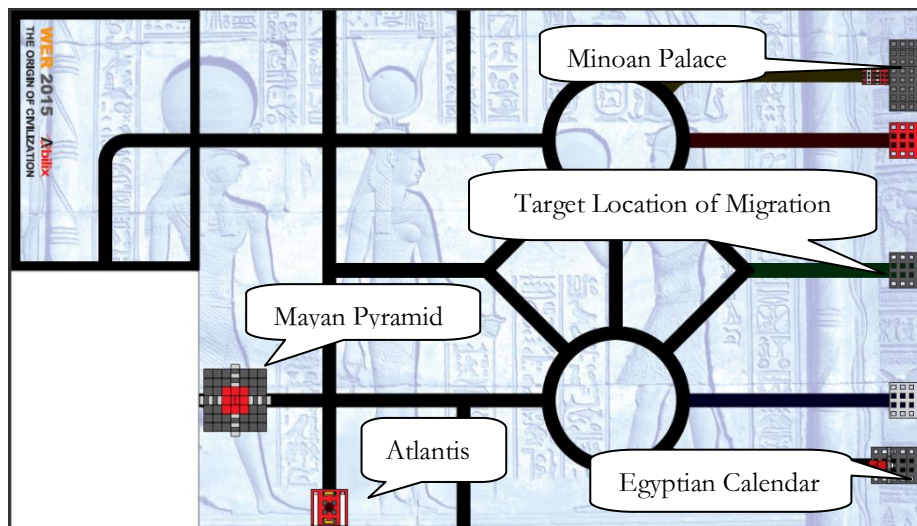 WER 2015 Abilix
THE ORIGIN OF CIVILIZATION
Minoan Palace
Target Location of Migration
Mayan Pyramid
Atlantis
Egyptian Calendar